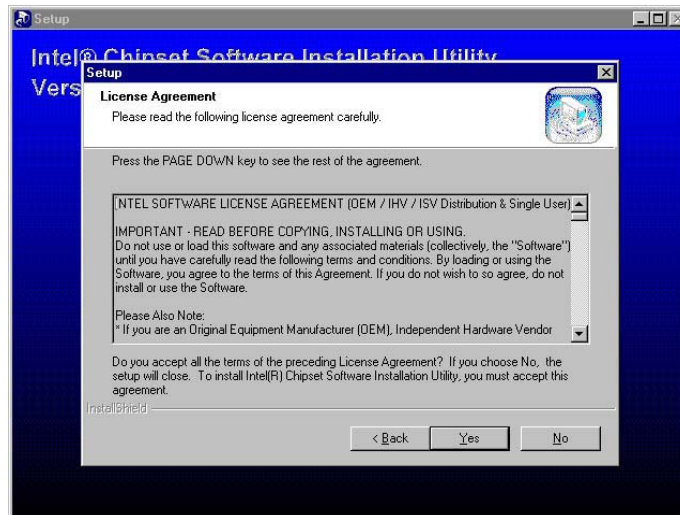 Setup
Intel® Chipset Software Installation Utility
Vers
Setup
License Agreement
Please read the following license agreement carefully.
Press the PAGE DOWN key to see the rest of the agreement.
INTEL SOFTWARE LICENSE AGREEMENT (OEM / IHV / ISV Distribution & Single User)
IMPORTANT - READ BEFORE COPYING, INSTALLING OR USING.
Do not use or load this software and any associated materials (collectively, the "Software")
until you have carefully read the following terms and conditions. By loading or using the
Software, you agree to the terms of this Agreement. If you do not wish to so agree, do not
install or use the Software.
Please Also Note:
* If you are an Original Equipment Manufacturer (OEM), Independent Hardware Vendor
Do you accept all the terms of the preceding License Agreement? If you choose No, the
setup will close. To install Intel(R) Chipset Software Installation Utility, you must accept this
agreement.
InstallShield
< Back Yes No